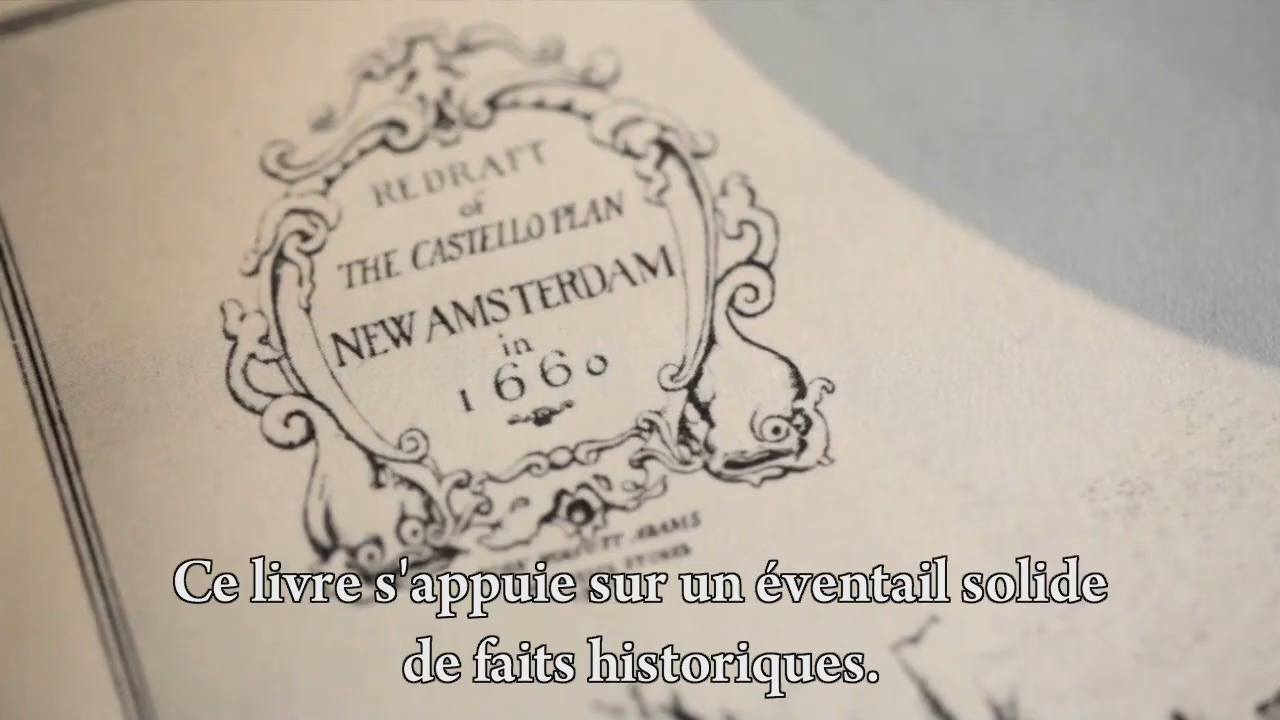 REDRAFT
of
THE CASTELLO PLAN
NEW AMSTERDAM
in
1660
ADAMS
Ce livre s'appuie sur un éventail solide
de faits historiques.